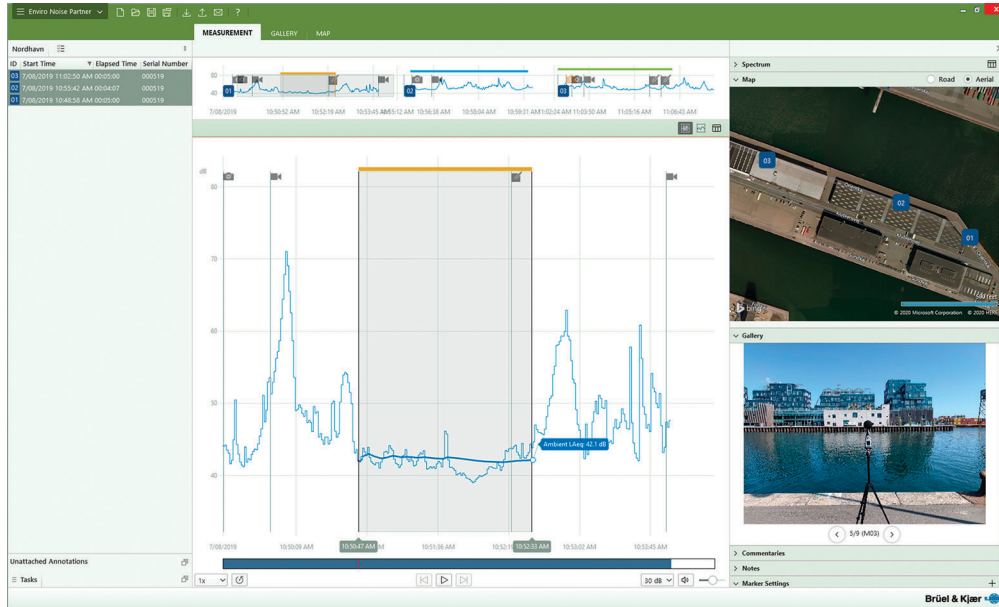 Enviro Noise Partner
?
MEASUREMENT GALLERY MAP
Nordhavn
ID Start Time Elapsed Time Serial Number
03 7/08/2019 11:02:50 AM 00:05:00 000519
02 7/08/2019 10:55:42 AM 00:04:07 000519
01 7/08/2019 10:48:58 AM 00:05:00 000519
80
40
01 02 03
7/08/2019 10:50:52 AM 10:52:19 AM 10:53:45 AM 10:56:38 AM 10:58:04 AM 10:59:31 AM 11:02:24 AM 11:03:50 AM 11:05:16 AM 11:06:43 AM
dB
80
70
60
50
40
Ambient LAeq: 42.1 dB
7/08/2019 10:50:09 AM 10:50:47 AM 10:51:36 AM 10:52:33 AM 10:53:02 AM 10:53:45 AM
1x
30 dB
Spectrum
Map Road Aerial
03
02
01
500 feet
bing
© 2020 Microsoft Corporation © 2020 HERE
Gallery
5/9 (M03)
Commentaries
Notes
Marker Settings
Unattached Annotations
Tasks
Brüel & Kjær